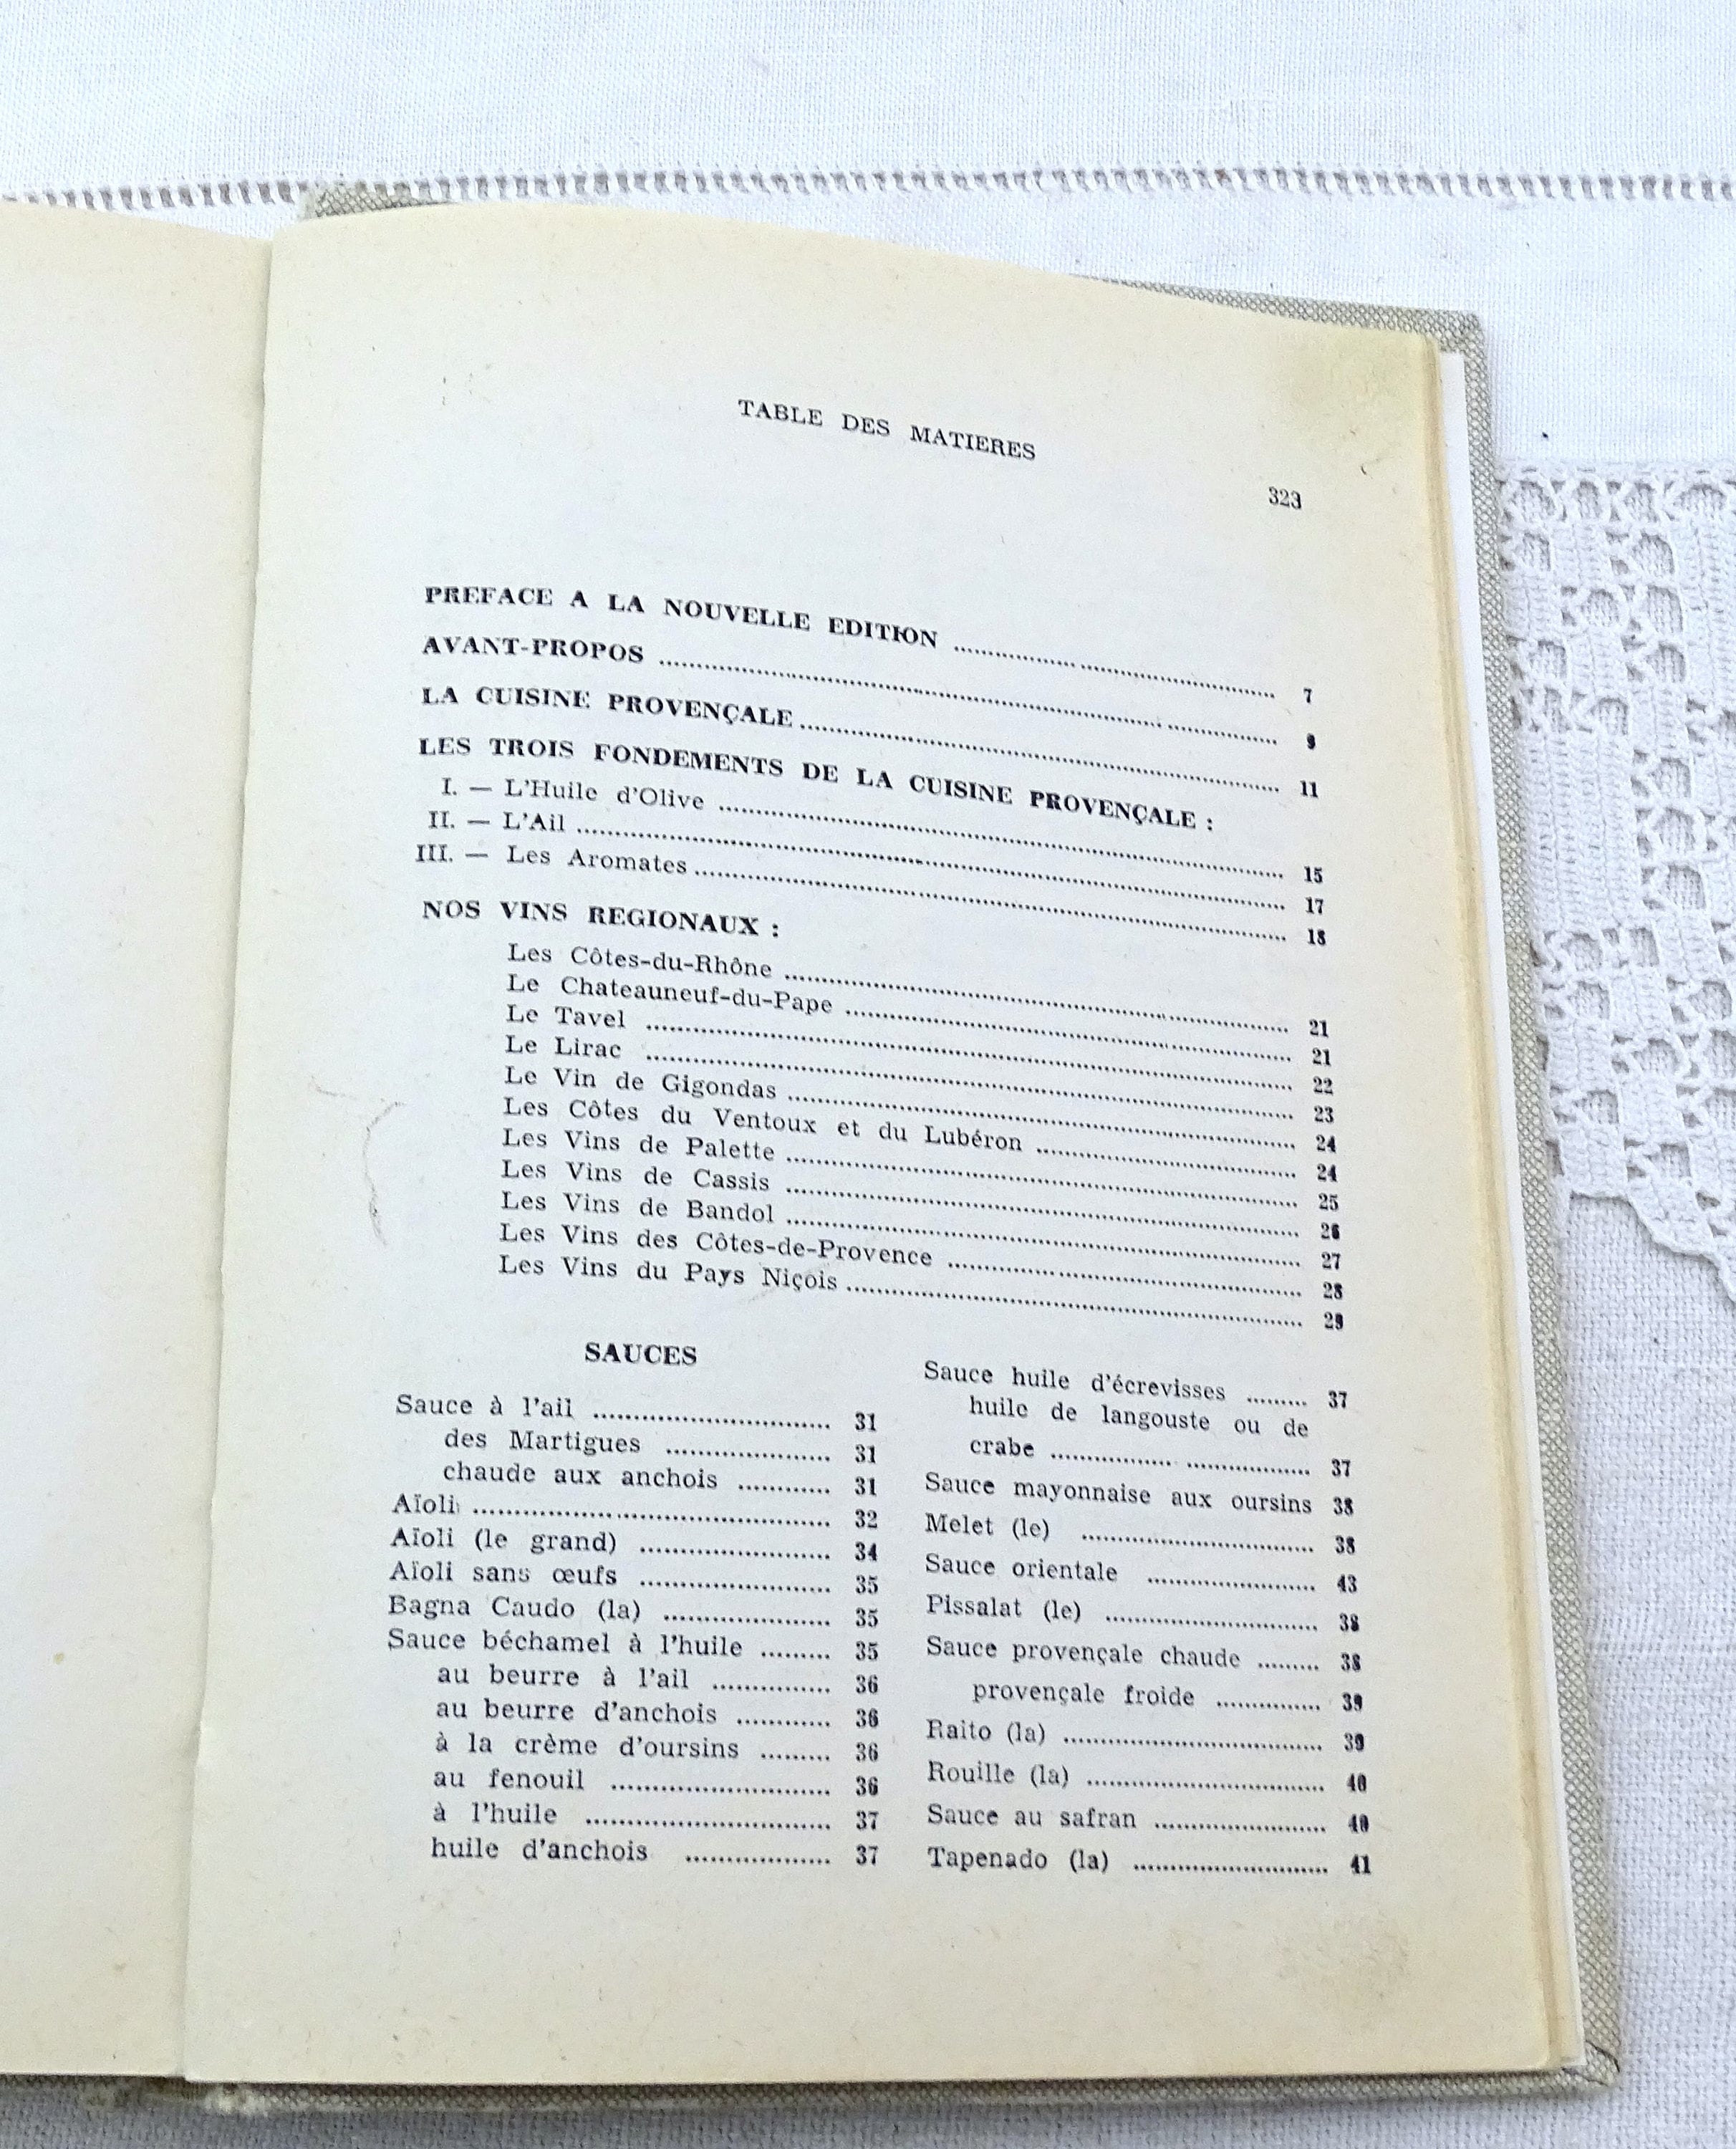 TABLE DES MATIERES
323
PREFACE A LA NOUVELLE EDITION ........ 7
AVANT-PROPOS ........ 9
LA CUISINE PROVENÇALE ........ 11
LES TROIS FONDEMENTS DE LA CUISINE PROVENÇALE :
I. — L'Huile d'Olive ........ 15
II. — L'Ail ........ 17
III. — Les Aromates ........ 18
NOS VINS REGIONAUX :
Les Côtes-du-Rhône ........ 21
Le Chateauneuf-du-Pape ........ 21
Le Tavel ........ 22
Le Lirac ........ 23
Le Vin de Gigondas ........ 24
Les Côtes du Ventoux et du Lubéron ........ 24
Les Vins de Palette ........ 25
Les Vins de Cassis ........ 26
Les Vins de Bandol ........ 27
Les Vins des Côtes-de-Provence ........ 28
Les Vins du Pays Niçois ........ 29
SAUCES
Sauce à l'ail ........ 31
des Martigues ........ 31
chaude aux anchois ........ 31
Aïoli ........ 32
Aïoli (le grand) ........ 34
Aïoli sans œufs ........ 35
Bagna Caudo (la) ........ 35
Sauce béchamel à l'huile ........ 35
au beurre à l'ail ........ 36
au beurre d'anchois ........ 36
à la crème d'oursins ........ 36
au fenouil ........ 36
à l'huile ........ 37
huile d'anchois ........ 37
Sauce huile d'écrevisses ........ 37
huile de langouste ou de
crabe ........ 37
Sauce mayonnaise aux oursins 38
Melet (le) ........ 38
Sauce orientale ........ 43
Pissalat (le) ........ 38
Sauce provençale chaude ........ 38
provençale froide ........ 39
Raito (la) ........ 39
Rouille (la) ........ 40
Sauce au safran ........ 40
Tapenado (la) ........ 41